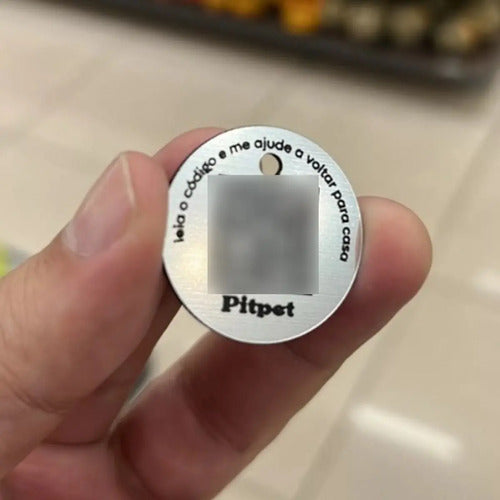 leia o código e me ajude a voltar para casa
Pitpet